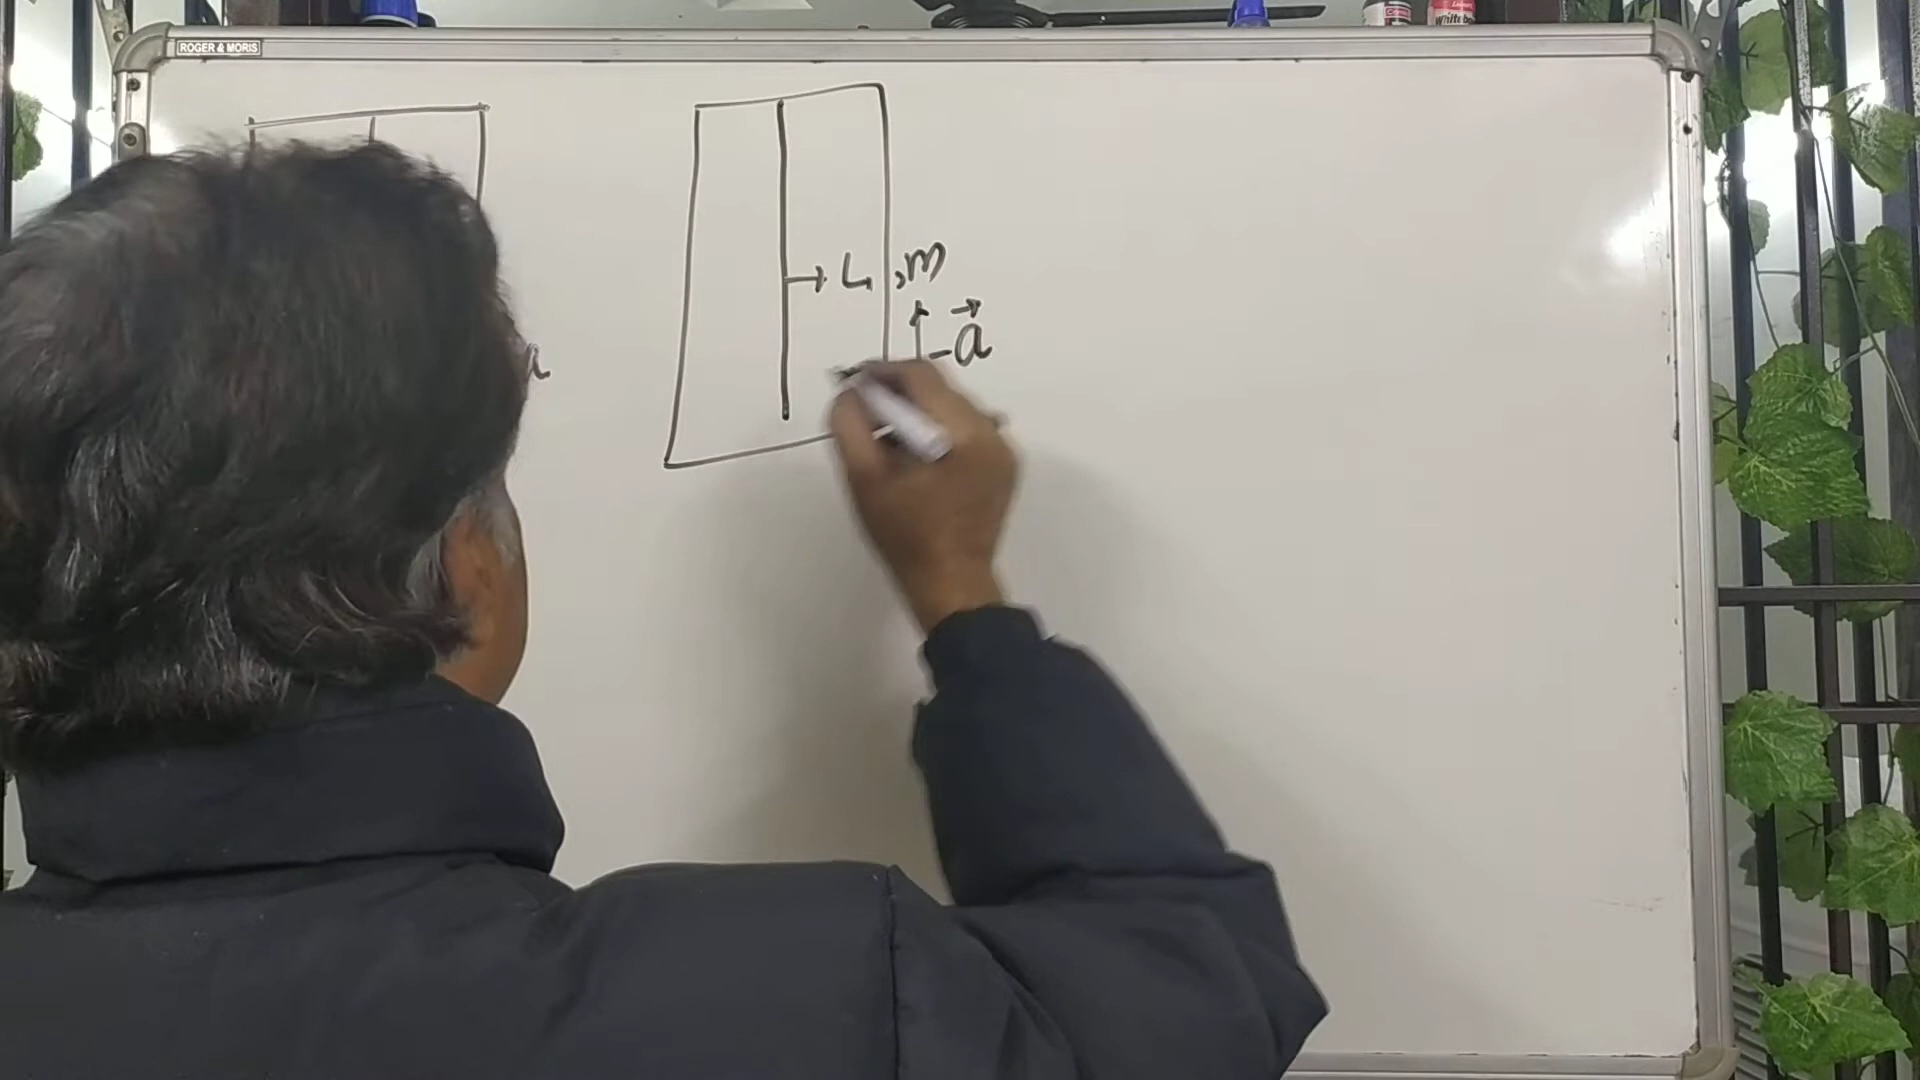 ROGER & MORIS
L, m
a⃗